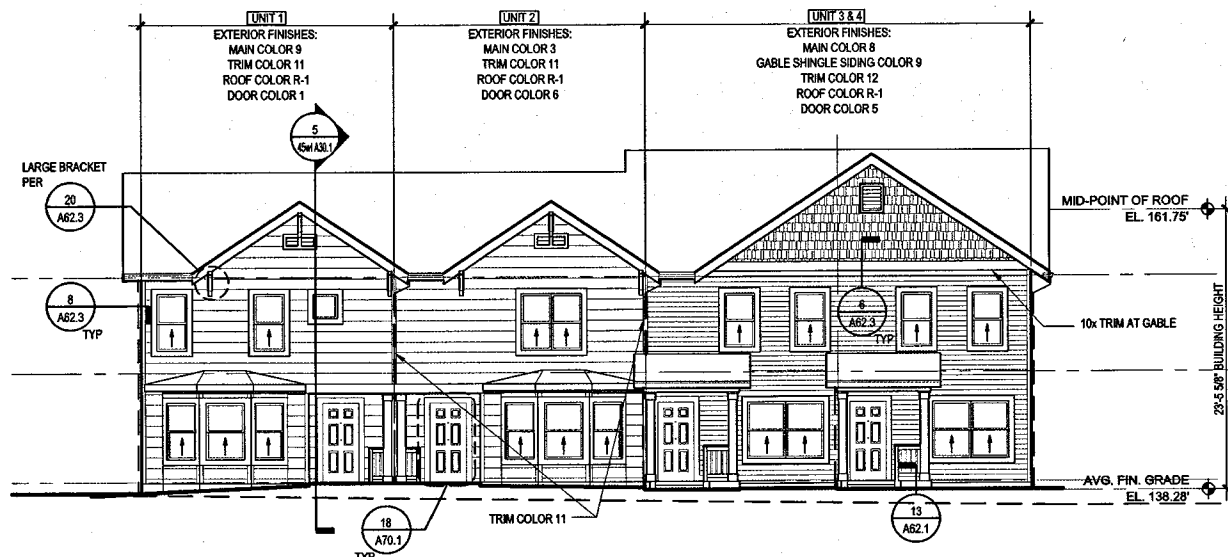 UNIT 1
EXTERIOR FINISHES:
MAIN COLOR 9
TRIM COLOR 11
ROOF COLOR R-1
DOOR COLOR 1
UNIT 2
EXTERIOR FINISHES:
MAIN COLOR 3
TRIM COLOR 11
ROOF COLOR R-1
DOOR COLOR 6
UNIT 3 & 4
EXTERIOR FINISHES:
MAIN COLOR 8
GABLE SHINGLE SIDING COLOR 9
TRIM COLOR 12
ROOF COLOR R-1
DOOR COLOR 5
5
45wl A30.1
LARGE BRACKET
PER
20
A62.3
MID-POINT OF ROOF
EL. 161.75'
8
A62.3
TYP
6
A62.3
TYP
10x TRIM AT GABLE
23'-5 5/8" BUILDING HEIGHT
AVG. FIN. GRADE
EL. 138.28'
TRIM COLOR 11
18
A70.1
TYP
13
A62.1